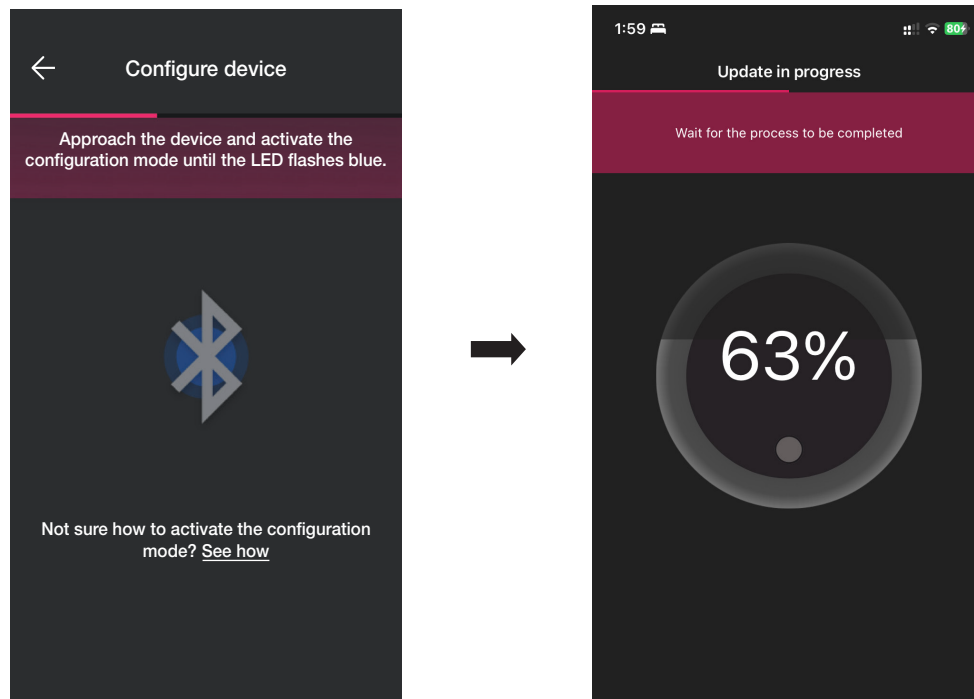 Configure device
Approach the device and activate the
configuration mode until the LED flashes blue.
Not sure how to activate the configuration
mode? See how
1:59
80
Update in progress
Wait for the process to be completed
63%